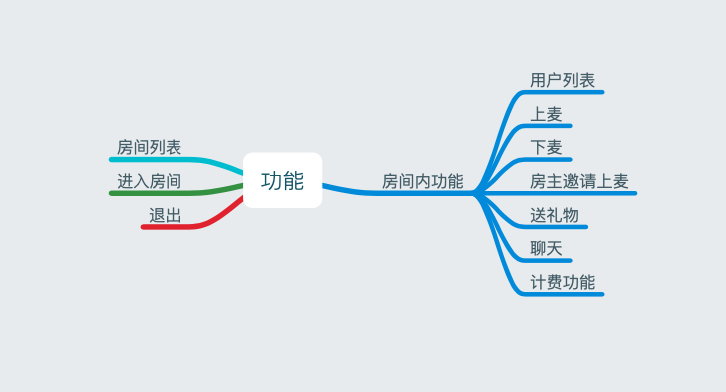 功能
房间列表
进入房间
退出
房间内功能
用户列表
上麦
下麦
房主邀请上麦
送礼物
聊天
计费功能